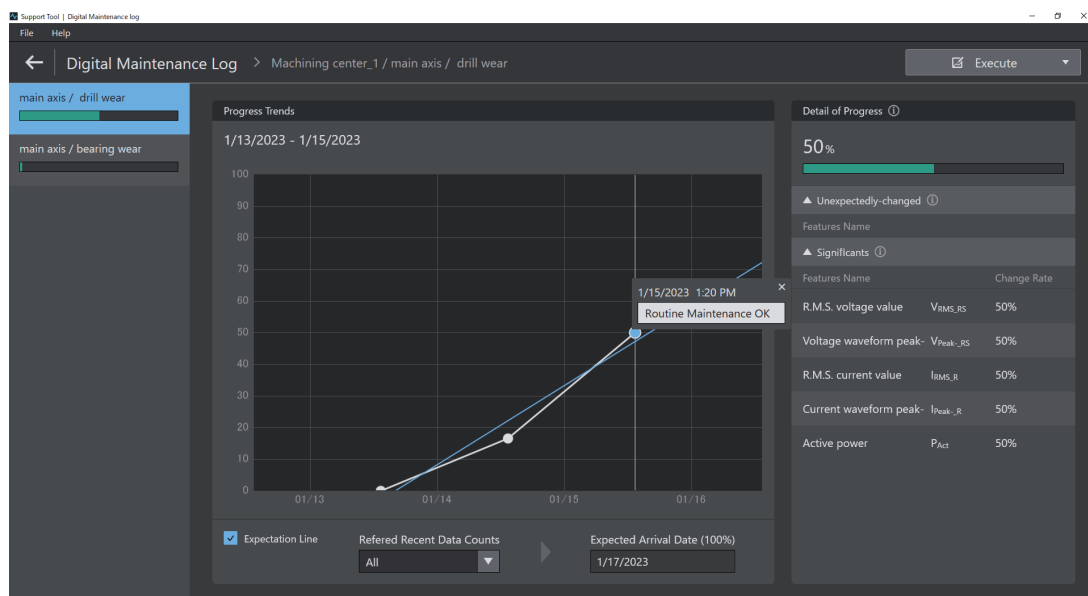 Support Tool | Digital Maintenance log
File Help
Digital Maintenance Log > Machining center_1 / main axis / drill wear
Execute
main axis / drill wear
main axis / bearing wear
Progress Trends
1/13/2023 - 1/15/2023
100
90
80
70
60
50
40
30
20
10
0
01/13 01/14 01/15 01/16
1/15/2023 1:20 PM ×
Routine Maintenance OK
Expectation Line
Refered Recent Data Counts
All
Expected Arrival Date (100%)
1/17/2023
Detail of Progress
50 %
Unexpectedly-changed
Features Name
Significants
Features Name Change Rate
R.M.S. voltage value VRMS_RS 50%
Voltage waveform peak- VPeak-_RS 50%
R.M.S. current value IRMS_R 50%
Current waveform peak- IPeak-_R 50%
Active power PAct 50%